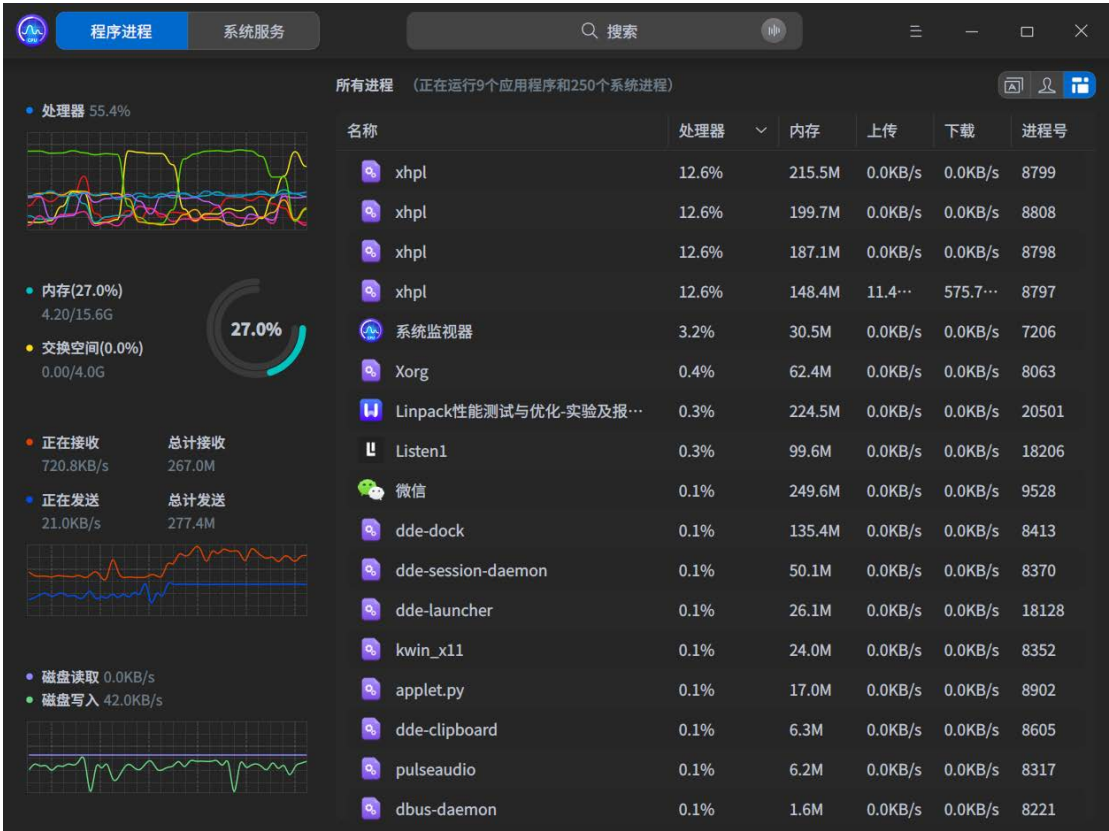 程序进程 系统服务 搜索
所有进程 （正在运行9个应用程序和250个系统进程）
处理器 55.4%
内存(27.0%)
4.20/15.6G
27.0%
交换空间(0.0%)
0.00/4.0G
正在接收 总计接收
720.8KB/s 267.0M
正在发送 总计发送
21.0KB/s 277.4M
磁盘读取 0.0KB/s
磁盘写入 42.0KB/s
名称 处理器 内存 上传 下载 进程号
xhpl 12.6% 215.5M 0.0KB/s 0.0KB/s 8799
xhpl 12.6% 199.7M 0.0KB/s 0.0KB/s 8808
xhpl 12.6% 187.1M 0.0KB/s 0.0KB/s 8798
xhpl 12.6% 148.4M 11.4… 575.7… 8797
系统监视器 3.2% 30.5M 0.0KB/s 0.0KB/s 7206
Xorg 0.4% 62.4M 0.0KB/s 0.0KB/s 8063
Linpack性能测试与优化-实验及报… 0.3% 224.5M 0.0KB/s 0.0KB/s 20501
Listen1 0.3% 99.6M 0.0KB/s 0.0KB/s 18206
微信 0.1% 249.6M 0.0KB/s 0.0KB/s 9528
dde-dock 0.1% 135.4M 0.0KB/s 0.0KB/s 8413
dde-session-daemon 0.1% 50.1M 0.0KB/s 0.0KB/s 8370
dde-launcher 0.1% 26.1M 0.0KB/s 0.0KB/s 18128
kwin_x11 0.1% 24.0M 0.0KB/s 0.0KB/s 8352
applet.py 0.1% 17.0M 0.0KB/s 0.0KB/s 8902
dde-clipboard 0.1% 6.3M 0.0KB/s 0.0KB/s 8605
pulseaudio 0.1% 6.2M 0.0KB/s 0.0KB/s 8317
dbus-daemon 0.1% 1.6M 0.0KB/s 0.0KB/s 8221